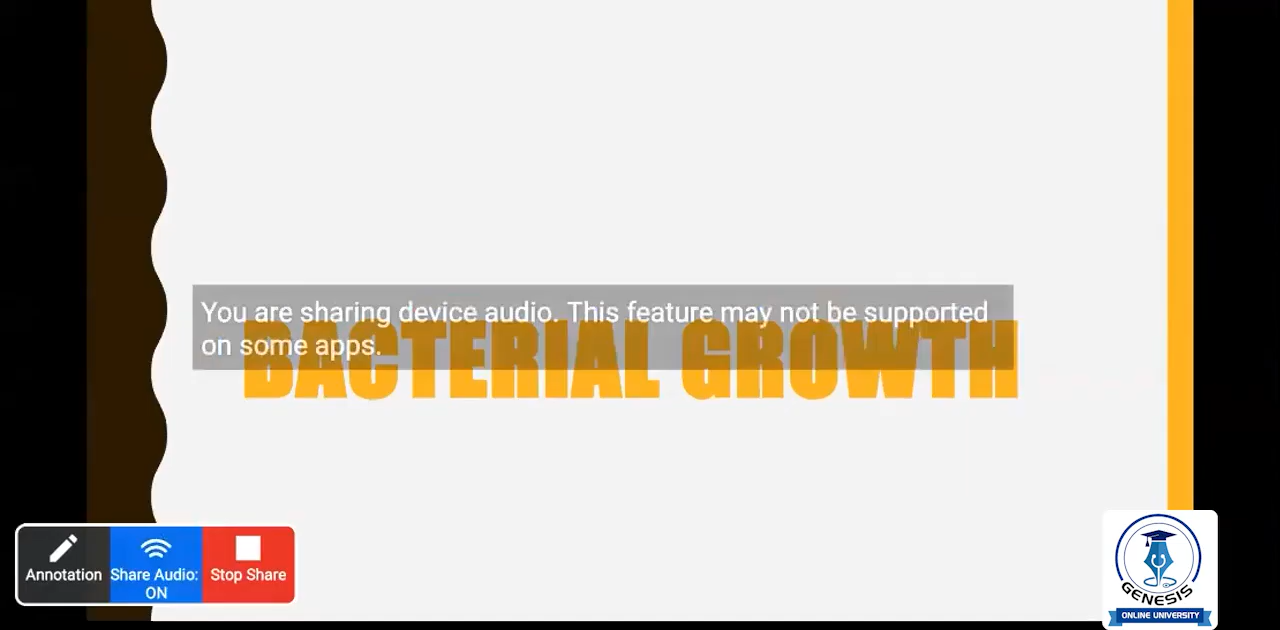 You are sharing device audio. This feature may not be supported
on some apps.
BACTERIAL GROWTH
Annotation
Share Audio:
ON
Stop Share
GENESIS
ONLINE UNIVERSITY